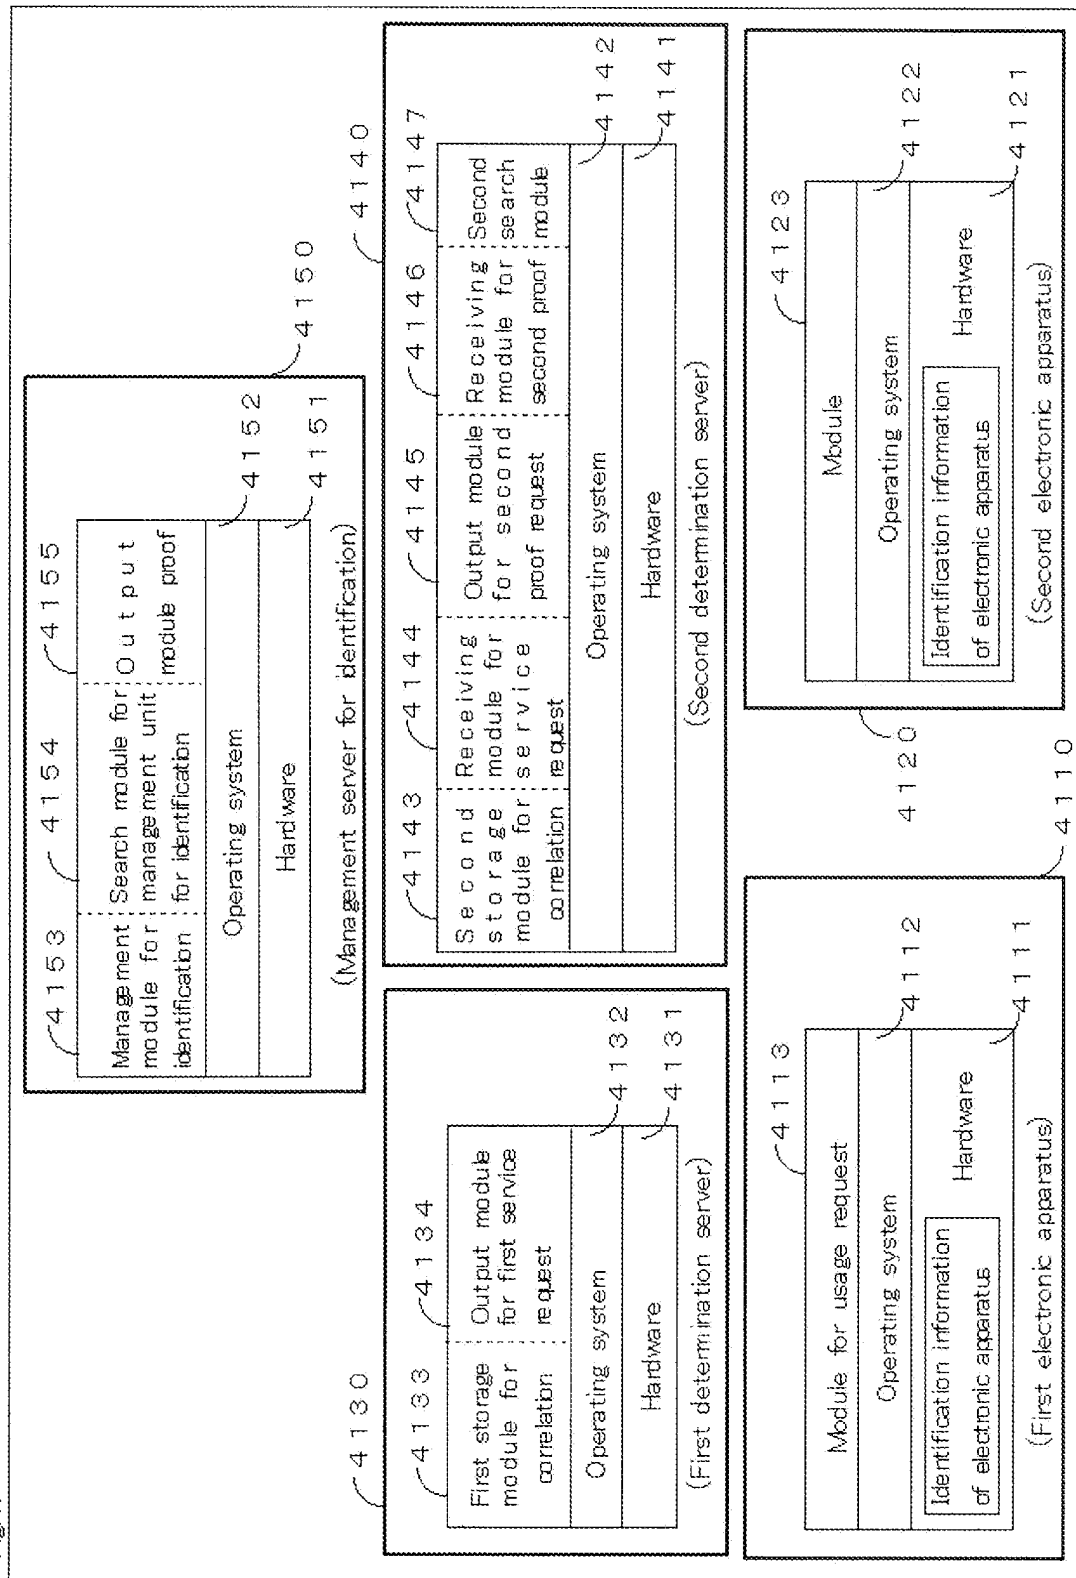 4150
4153
4154
4155
Management
module for
identification
Search module for
management unit
for identification
Output
module proof
Operating system
4152
Hardware
4151
(Management server for identification)
4130
4133
4134
First storage
module for
correlation
Output module
for first service
request
Operating system
4132
Hardware
4131
(First determination server)
4140
4143
4144
4145
4146
4147
Second
storage
module for
correlation
Receiving
module for
service
request
Output module
for second
proof request
Receiving
module for
second proof
Second
search
module
Operating system
4142
Hardware
4141
(Second determination server)
4110
4113
Module for usage request
Operating system
4112
Identification information
of electronic apparatus
Hardware
4111
(First electronic apparatus)
4120
4123
Module
Operating system
4122
Identification information
of electronic apparatus
Hardware
4121
(Second electronic apparatus)